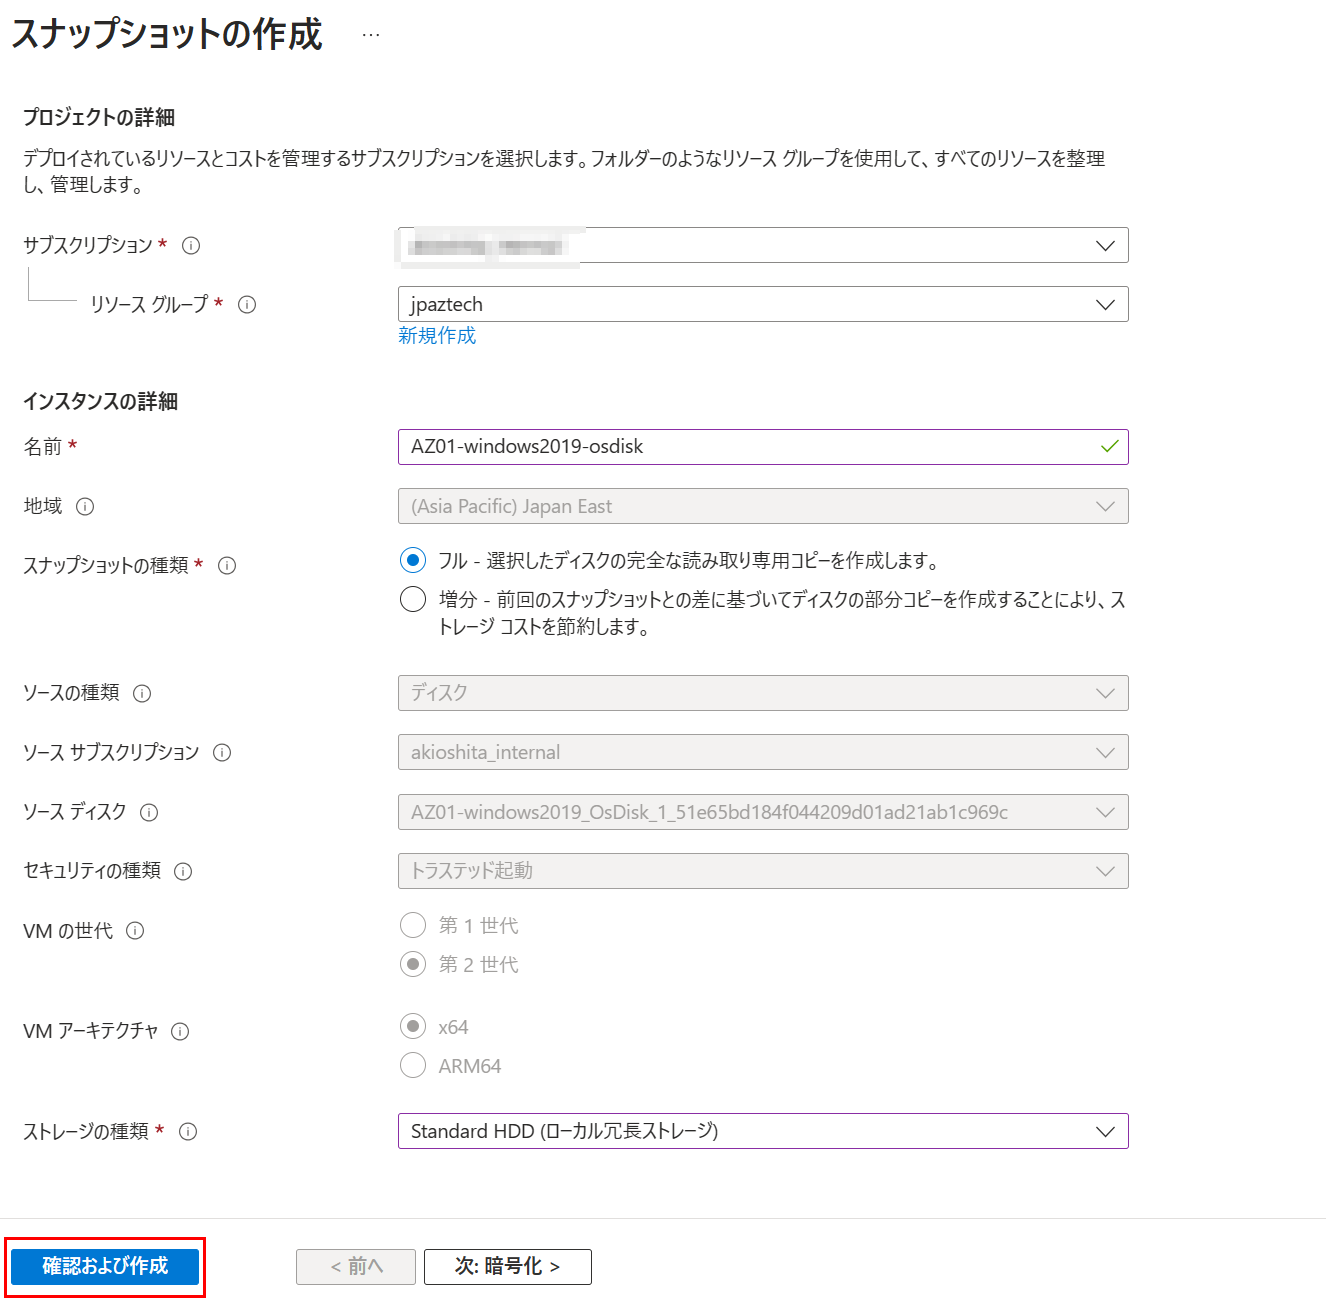 スナップショットの作成 …
プロジェクトの詳細
デプロイされているリソースとコストを管理するサブスクリプションを選択します。フォルダーのようなリソース グループを使用して、すべてのリソースを整理
し、管理します。
サブスクリプション *
リソース グループ * jpaztech
新規作成
インスタンスの詳細
名前 * AZ01-windows2019-osdisk
地域 (Asia Pacific) Japan East
スナップショットの種類 * フル - 選択したディスクの完全な読み取り専用コピーを作成します。
増分 - 前回のスナップショットとの差に基づいてディスクの部分コピーを作成することにより、ス
トレージ コストを節約します。
ソースの種類 ディスク
ソース サブスクリプション akioshita_internal
ソース ディスク AZ01-windows2019_OsDisk_1_51e65bd184f044209d01ad21ab1c969c
セキュリティの種類 トラステッド起動
VM の世代 第 1 世代
第 2 世代
VM アーキテクチャ x64
ARM64
ストレージの種類 * Standard HDD (ローカル冗長ストレージ)
確認および作成 < 前へ 次: 暗号化 >